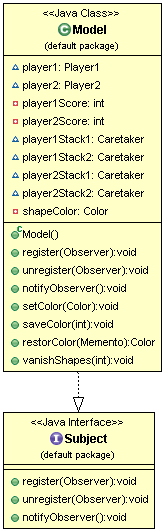 <<Java Class>>
C Model
(default package)
player1: Player1
player2: Player2
player1Score: int
player2Score: int
player1Stack1: Caretaker
player1Stack2: Caretaker
player2Stack1: Caretaker
player2Stack2: Caretaker
shapeColor: Color
c Model()
register(Observer):void
unregister(Observer):void
notifyObserver():void
setColor(Color):void
saveColor(int):void
restorColor(Memento):Color
vanishShapes(int):void
<<Java Interface>>
I Subject
(default package)
register(Observer):void
unregister(Observer):void
notifyObserver():void